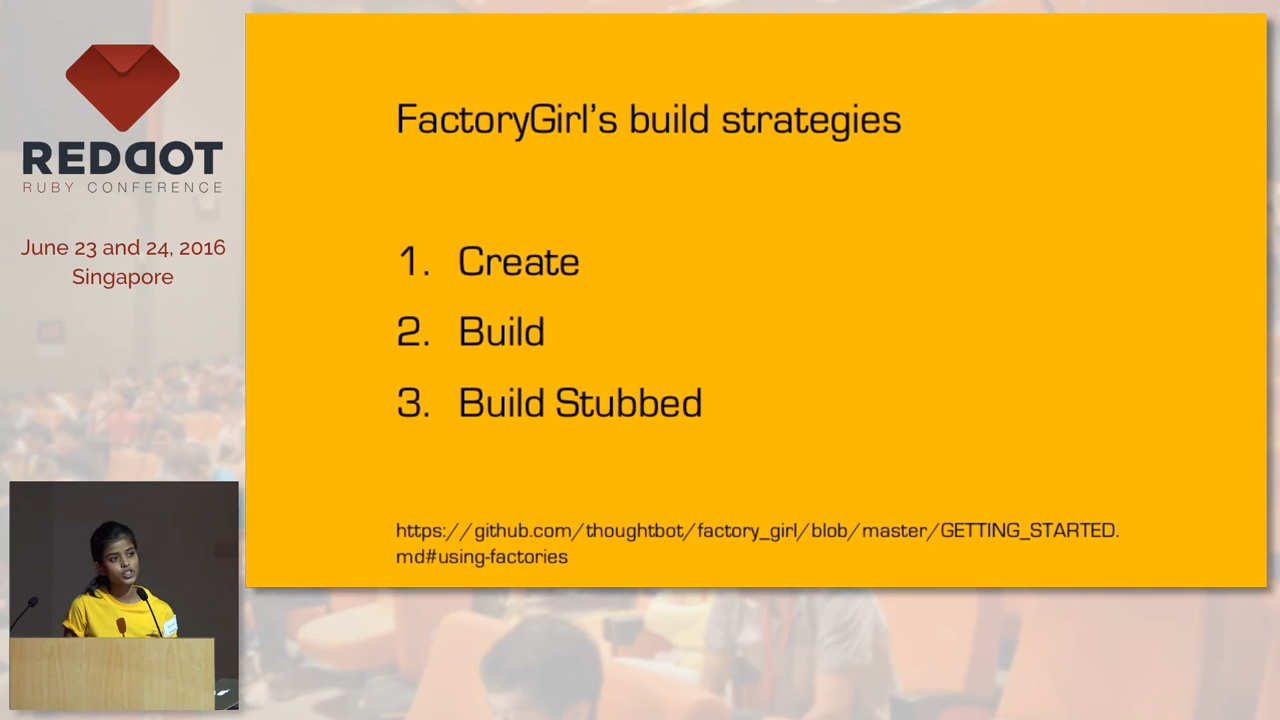 REDDOT
RUBY CONFERENCE
June 23 and 24, 2016
Singapore
FactoryGirl's build strategies
1. Create
2. Build
3. Build Stubbed
https://github.com/thoughtbot/factory_girl/blob/master/GETTING_STARTED.
md#using-factories